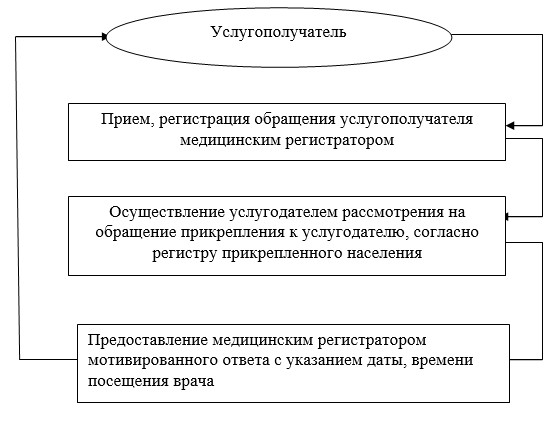 Услугополучатель
Прием, регистрация обращения услугополучателя
медицинским регистратором
Осуществление услугодателем рассмотрения на
обращение прикрепления к услугодателю, согласно
регистру прикрепленного населения
Предоставление медицинским регистратором
мотивированного ответа с указанием даты, времени
посещения врача